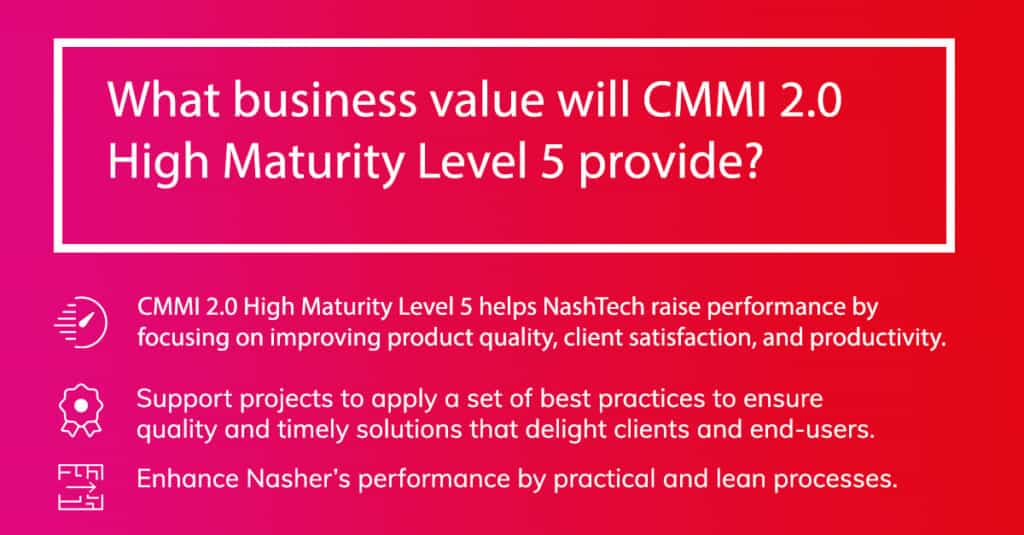 What business value will CMMI 2.0
High Maturity Level 5 provide?
CMMI 2.0 High Maturity Level 5 helps NashTech raise performance by
focusing on improving product quality, client satisfaction, and productivity.
Support projects to apply a set of best practices to ensure
quality and timely solutions that delight clients and end-users.
Enhance Nasher’s performance by practical and lean processes.